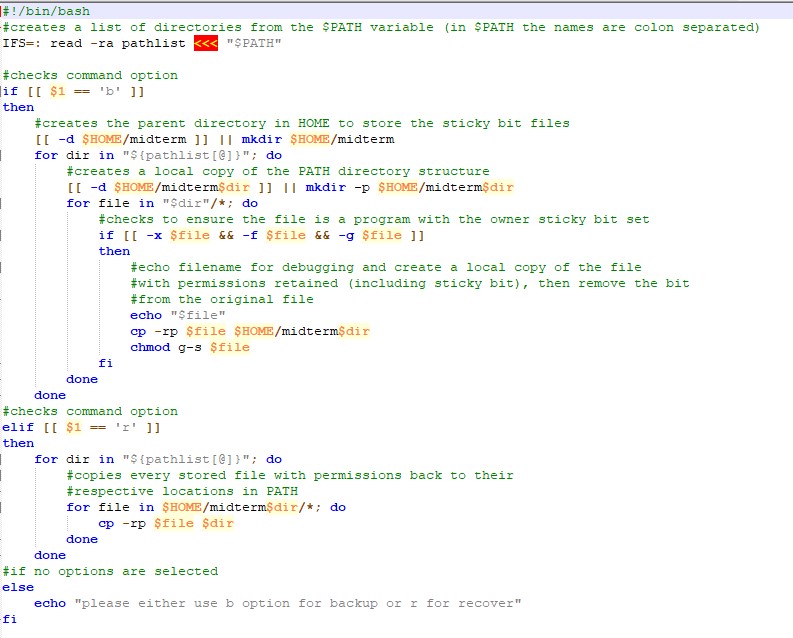 #!/bin/bash
#creates a list of directories from the $PATH variable (in $PATH the names are colon separated)
IFS=: read -ra pathlist <<< "$PATH"

#checks command option
if [[ $1 == 'b' ]]
then
    #creates the parent directory in HOME to store the sticky bit files
    [[ -d $HOME/midterm ]] || mkdir $HOME/midterm
    for dir in "${pathlist[@]}"; do
        #creates a local copy of the PATH directory structure
        [[ -d $HOME/midterm$dir ]] || mkdir -p $HOME/midterm$dir
        for file in "$dir"/*; do
            #checks to ensure the file is a program with the owner sticky bit set
            if [[ -x $file && -f $file && -g $file ]]
            then
                #echo filename for debugging and create a local copy of the file
                #with permissions retained (including sticky bit), then remove the bit
                #from the original file
                echo "$file"
                cp -rp $file $HOME/midterm$dir
                chmod g-s $file
            fi
        done
    done
#checks command option
elif [[ $1 == 'r' ]]
then
    for dir in "${pathlist[@]}"; do
        #copies every stored file with permissions back to their
        #respective locations in PATH
        for file in $HOME/midterm$dir/*; do
            cp -rp $file $dir
        done
    done
#if no options are selected
else
    echo "please either use b option for backup or r for recover"
fi